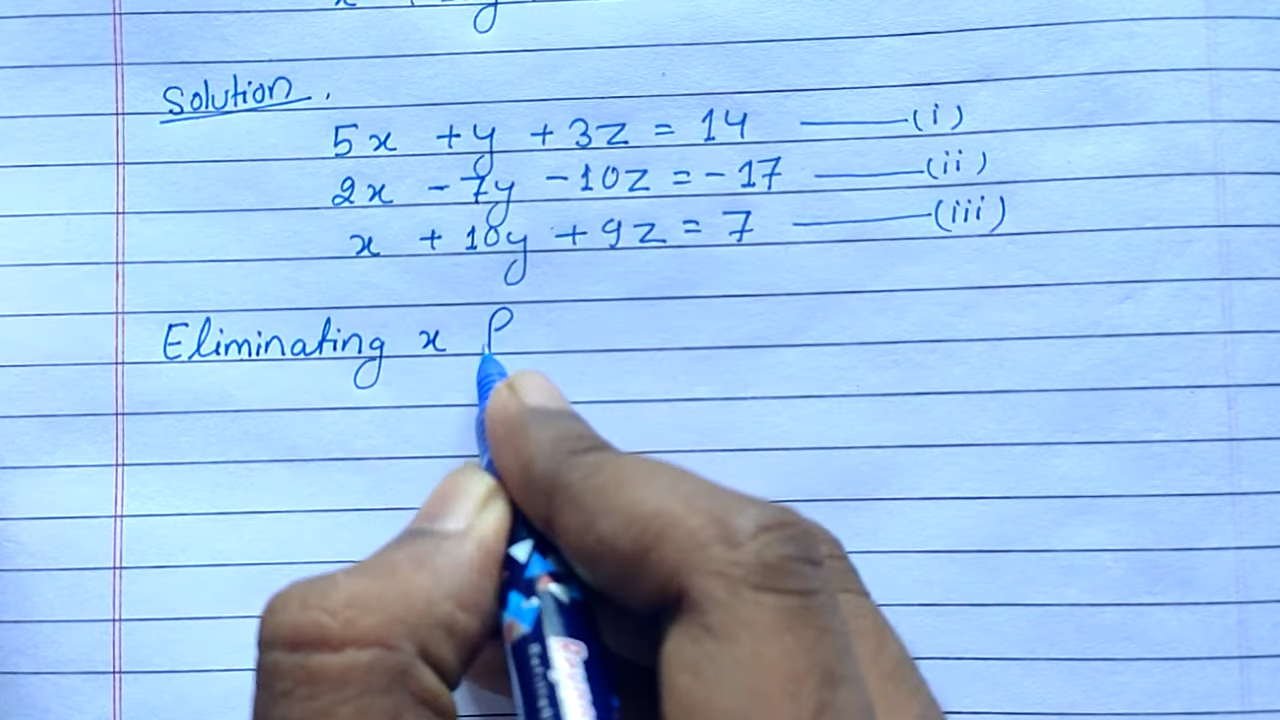 Solution.
5x + y + 3z = 14 ——(i)
2x - 7y - 10z = -17 ——(ii)
x + 10y + 9z = 7 ——(iii)
Eliminating x